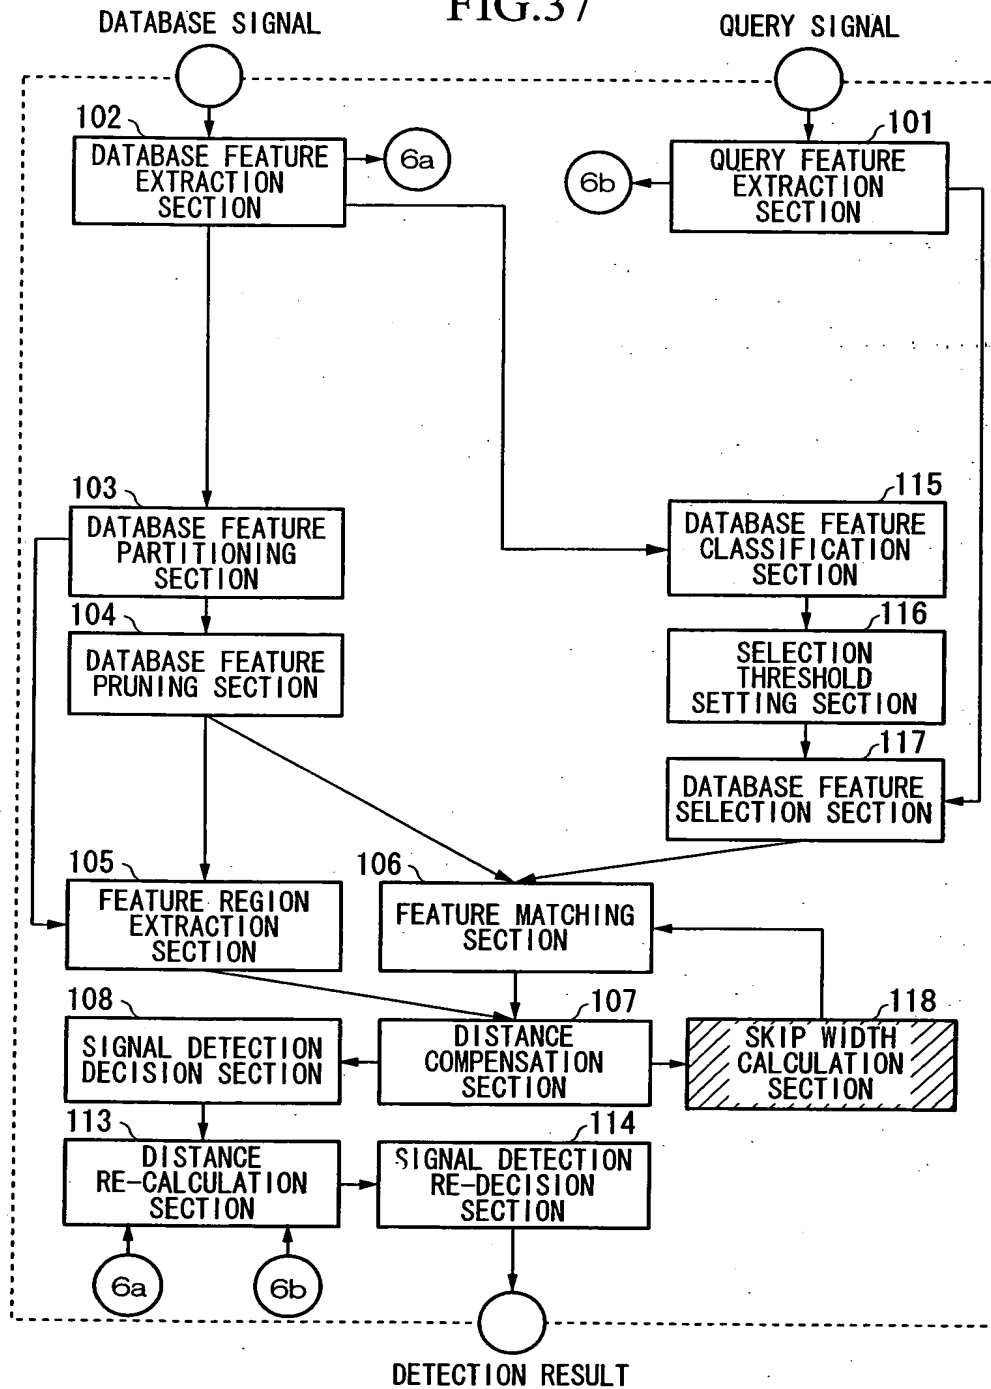 FIG.37
DATABASE SIGNAL
QUERY SIGNAL
102
DATABASE FEATURE
EXTRACTION
SECTION
6a
6b
101
QUERY FEATURE
EXTRACTION
SECTION
103
DATABASE FEATURE
PARTITIONING
SECTION
115
DATABASE FEATURE
CLASSIFICATION
SECTION
104
DATABASE FEATURE
PRUNING SECTION
116
SELECTION
THRESHOLD
SETTING SECTION
117
DATABASE FEATURE
SELECTION SECTION
105
FEATURE REGION
EXTRACTION
SECTION
106
FEATURE MATCHING
SECTION
108
SIGNAL DETECTION
DECISION SECTION
107
DISTANCE
COMPENSATION
SECTION
118
SKIP WIDTH
CALCULATION
SECTION
113
DISTANCE
RE-CALCULATION
SECTION
114
SIGNAL DETECTION
RE-DECISION
SECTION
6a
6b
DETECTION RESULT